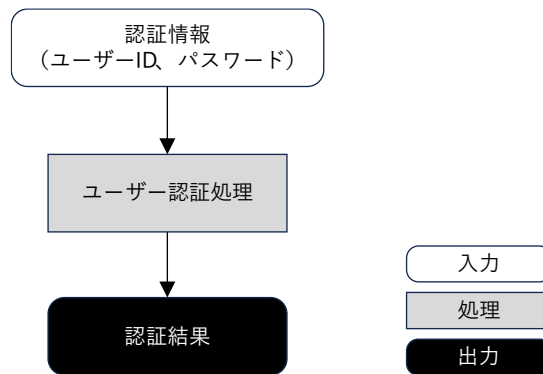 認証情報
（ユーザーID、パスワード）
ユーザー認証処理
認証結果
入力
処理
出力